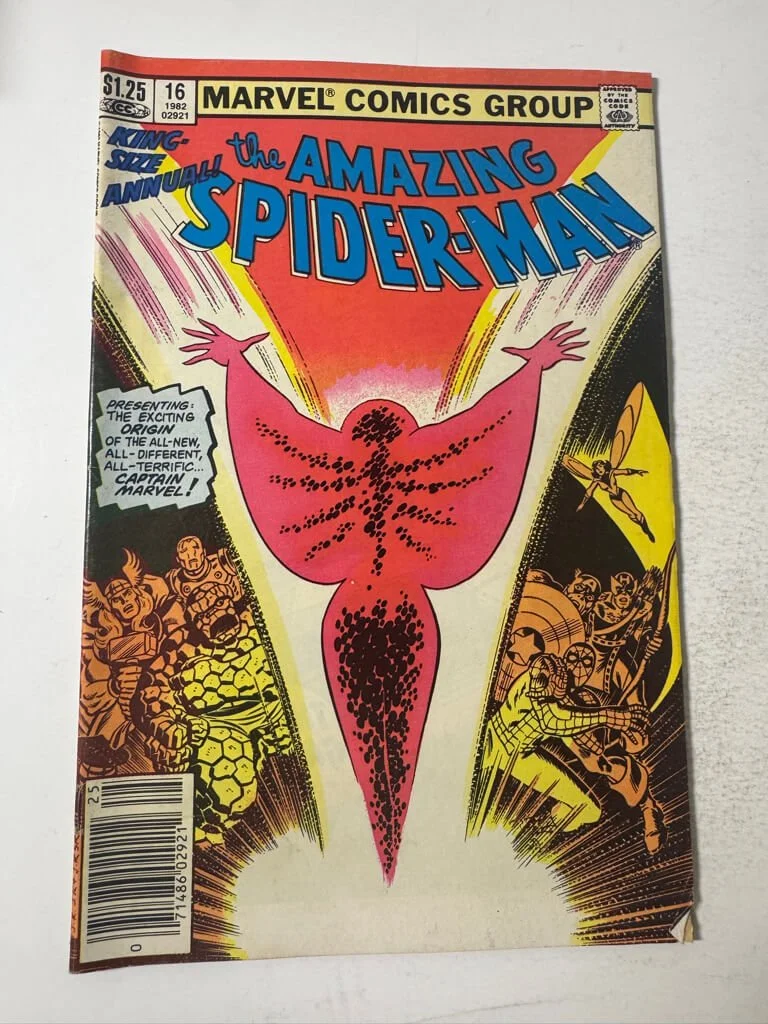 $1.25
16
1982
02921
MARVEL® COMICS GROUP
APPROVED
BY THE
COMICS
CODE
AUTHORITY
KING-
SIZE
ANNUAL!
the AMAZING
SPIDER-MAN®
PRESENTING:
THE EXCITING
ORIGIN
OF THE ALL-NEW,
ALL-DIFFERENT,
ALL-TERRIFIC...
CAPTAIN
MARVEL!
25
71486 02921
0